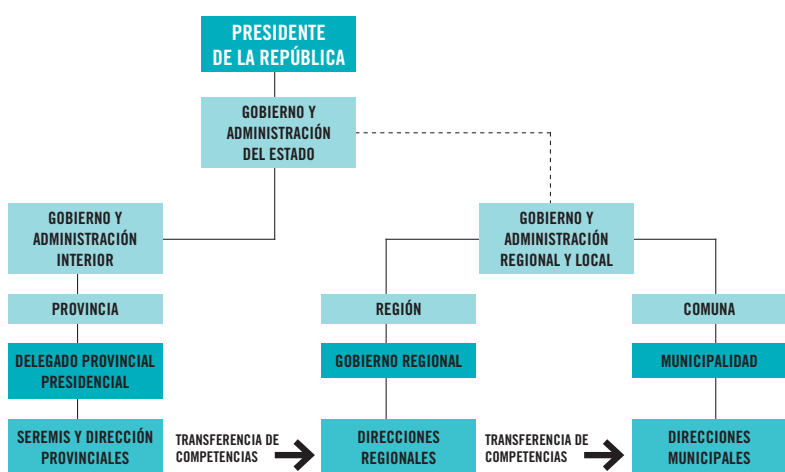 PRESIDENTE
DE LA REPÚBLICA
GOBIERNO Y
ADMINISTRACIÓN
DEL ESTADO
GOBIERNO Y
ADMINISTRACIÓN
INTERIOR
GOBIERNO Y
ADMINISTRACIÓN
REGIONAL Y LOCAL
PROVINCIA
REGIÓN
COMUNA
DELEGADO PROVINCIAL
PRESIDENCIAL
GOBIERNO REGIONAL
MUNICIPALIDAD
SEREMIS Y DIRECCIÓN
PROVINCIALES
TRANSFERENCIA DE
COMPETENCIAS
DIRECCIONES
REGIONALES
TRANSFERENCIA DE
COMPETENCIAS
DIRECCIONES
MUNICIPALES